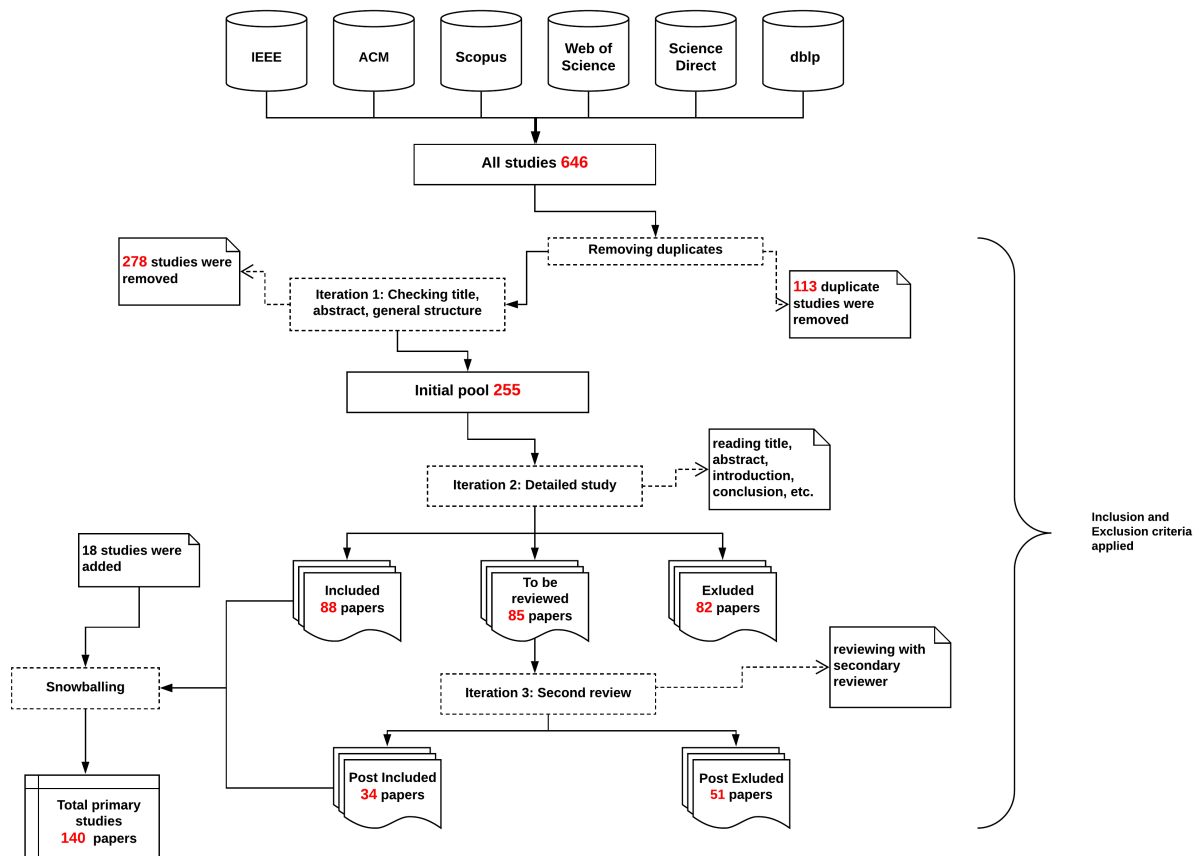 IEEE
ACM
Scopus
Web of
Science
Science
Direct
dblp
All studies 646
Removing duplicates
278 studies were
removed
113 duplicate
studies were
removed
Iteration 1: Checking title,
abstract, general structure
Initial pool 255
reading title,
abstract,
introduction,
conclusion, etc.
Iteration 2: Detailed study
Inclusion and
Exclusion criteria
applied
18 studies were
added
Included
88 papers
To be
reviewed
85 papers
Exluded
82 papers
reviewing with
secondary
reviewer
Snowballing
Iteration 3: Second review
Post Included
34 papers
Post Exluded
51 papers
Total primary
studies
140 papers